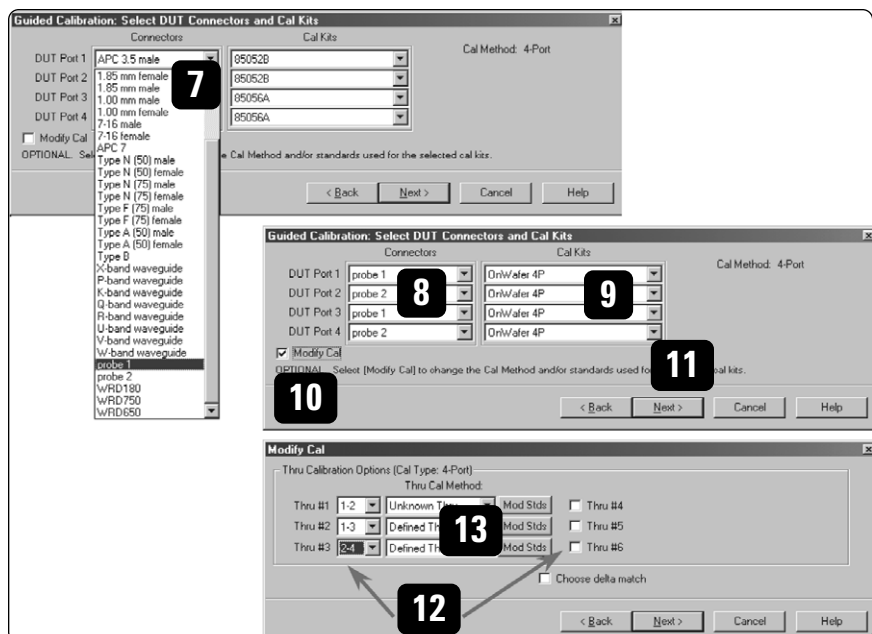 Guided Calibration: Select DUT Connectors and Cal Kits
Connectors Cal Kits
Cal Method: 4-Port
DUT Port 1 APC 3.5 male 85052B
DUT Port 2 85052B
DUT Port 3 85056A
DUT Port 4 85056A
7
1.85 mm female
1.85 mm male
1.00 mm male
1.00 mm female
7-16 male
7-16 female
APC 7
Type N (50) male
Type N (50) female
Type N (75) male
Type N (75) female
Type F (75) male
Type F (75) female
Type A (50) male
Type A (50) female
Type B
X-band waveguide
P-band waveguide
K-band waveguide
Q-band waveguide
R-band waveguide
U-band waveguide
V-band waveguide
W-band waveguide
probe 1
probe 2
WRD180
WRD750
WRD650
Modify Cal
OPTIONAL. Cal Method and/or standards used for the selected cal kits.
< Back Next > Cancel Help
Guided Calibration: Select DUT Connectors and Cal Kits
Connectors Cal Kits
Cal Method: 4-Port
DUT Port 1 probe 1 OnWafer 4P
DUT Port 2 probe 2 OnWafer 4P
DUT Port 3 probe 1 OnWafer 4P
DUT Port 4 probe 2 OnWafer 4P
8
9
Modify Cal
OPTIONAL. Select [Modify Cal] to change the Cal Method and/or standards used cal kits.
10
11
< Back Next > Cancel Help
Modify Cal
Thru Calibration Options (Cal Type: 4-Port)
Thru Cal Method:
Thru #1 1-2 Unknown Mod Stds Thru #4
Thru #2 1-3 Defined Mod Stds Thru #5
Thru #3 2-4 Defined Mod Stds Thru #6
13
Choose delta match
12
< Back Next > Cancel Help